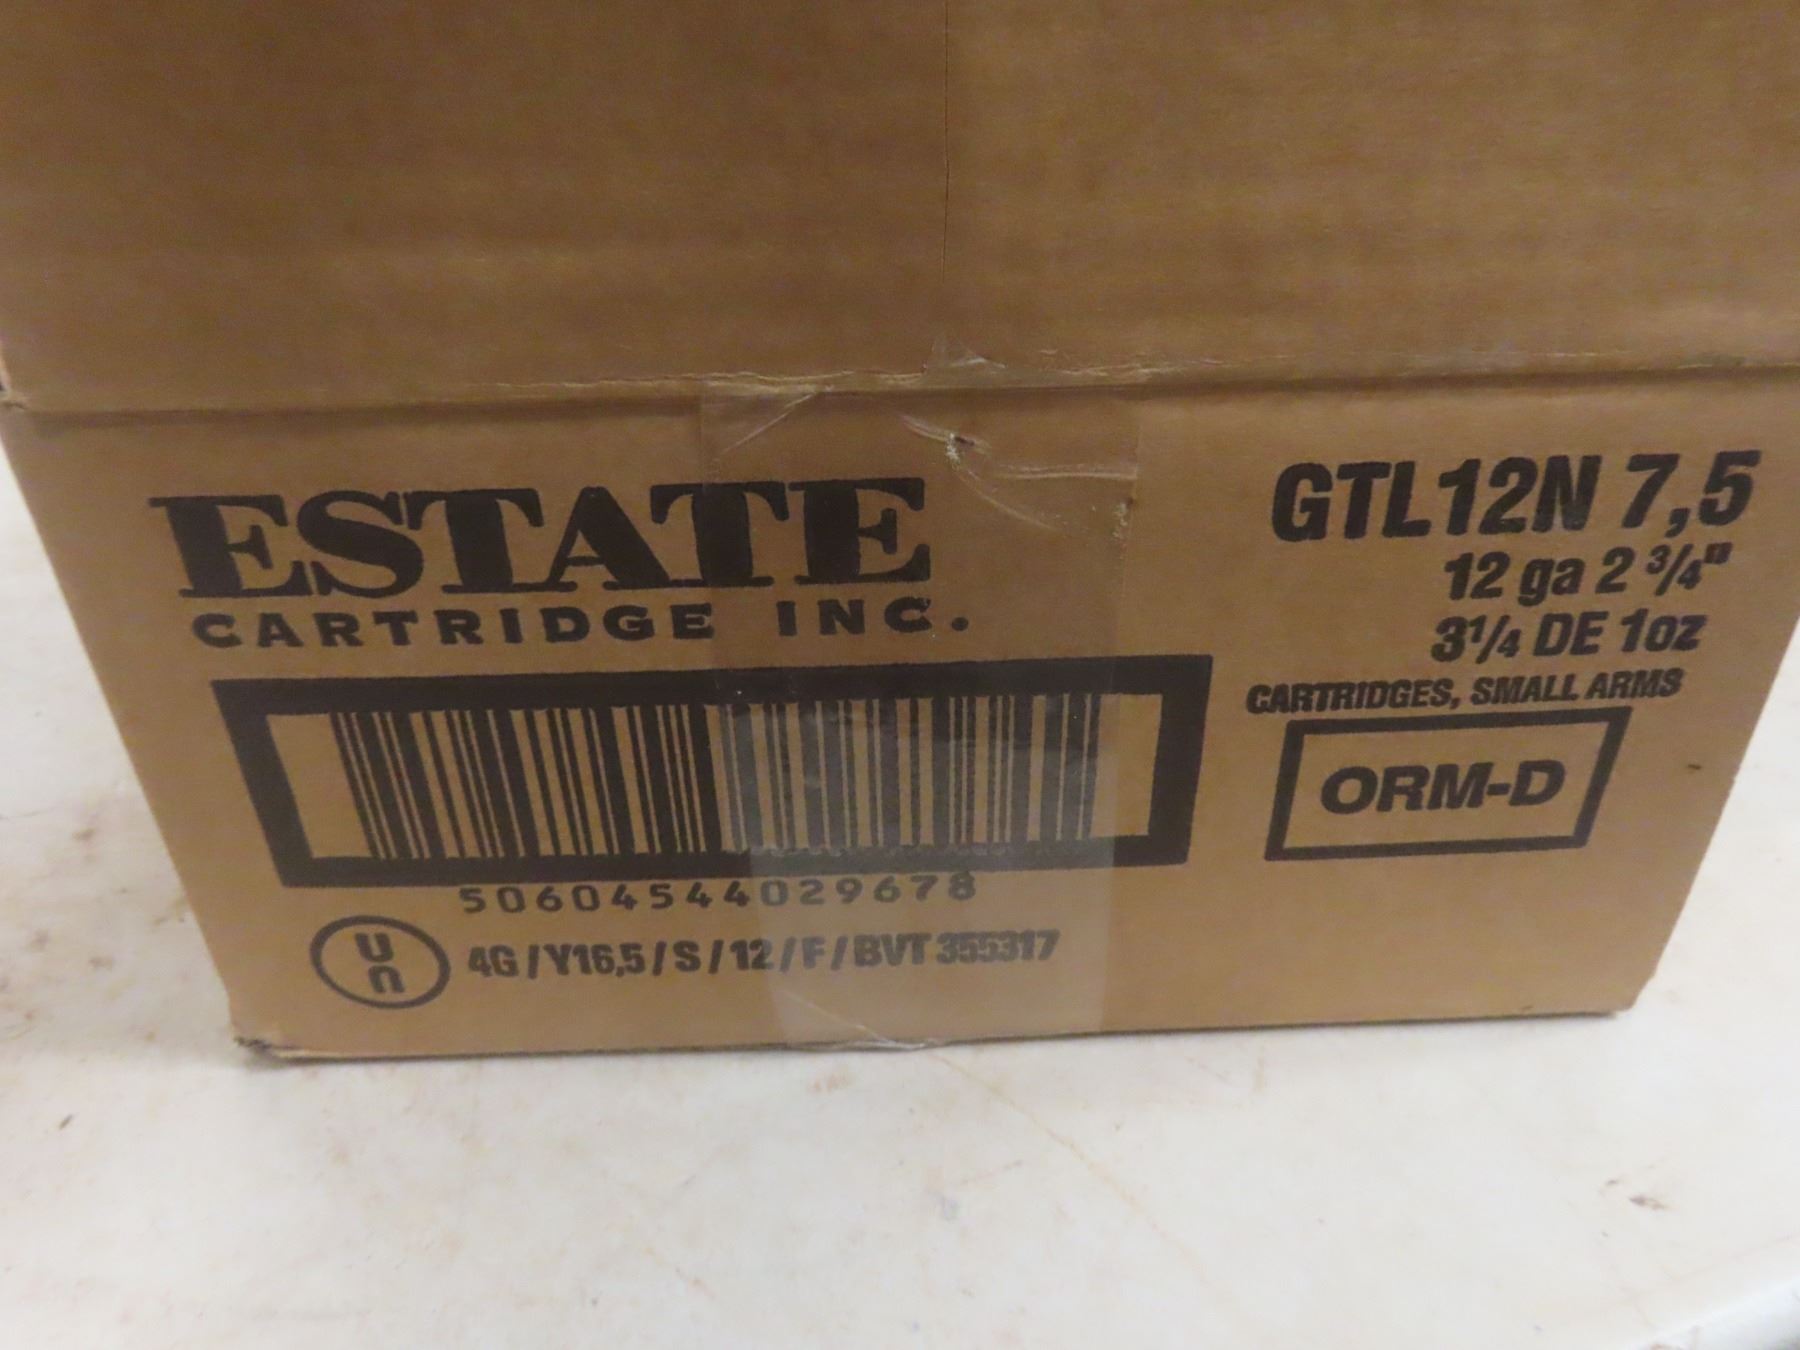 ESTATE
CARTRIDGE INC.
GTL12N 7,5
12 ga 2 3/4"
3 1/4 DE 1oz
CARTRIDGES, SMALL ARMS
ORM-D
50604544029678
un
4G/Y16,5/S/12/F/BVT 355317